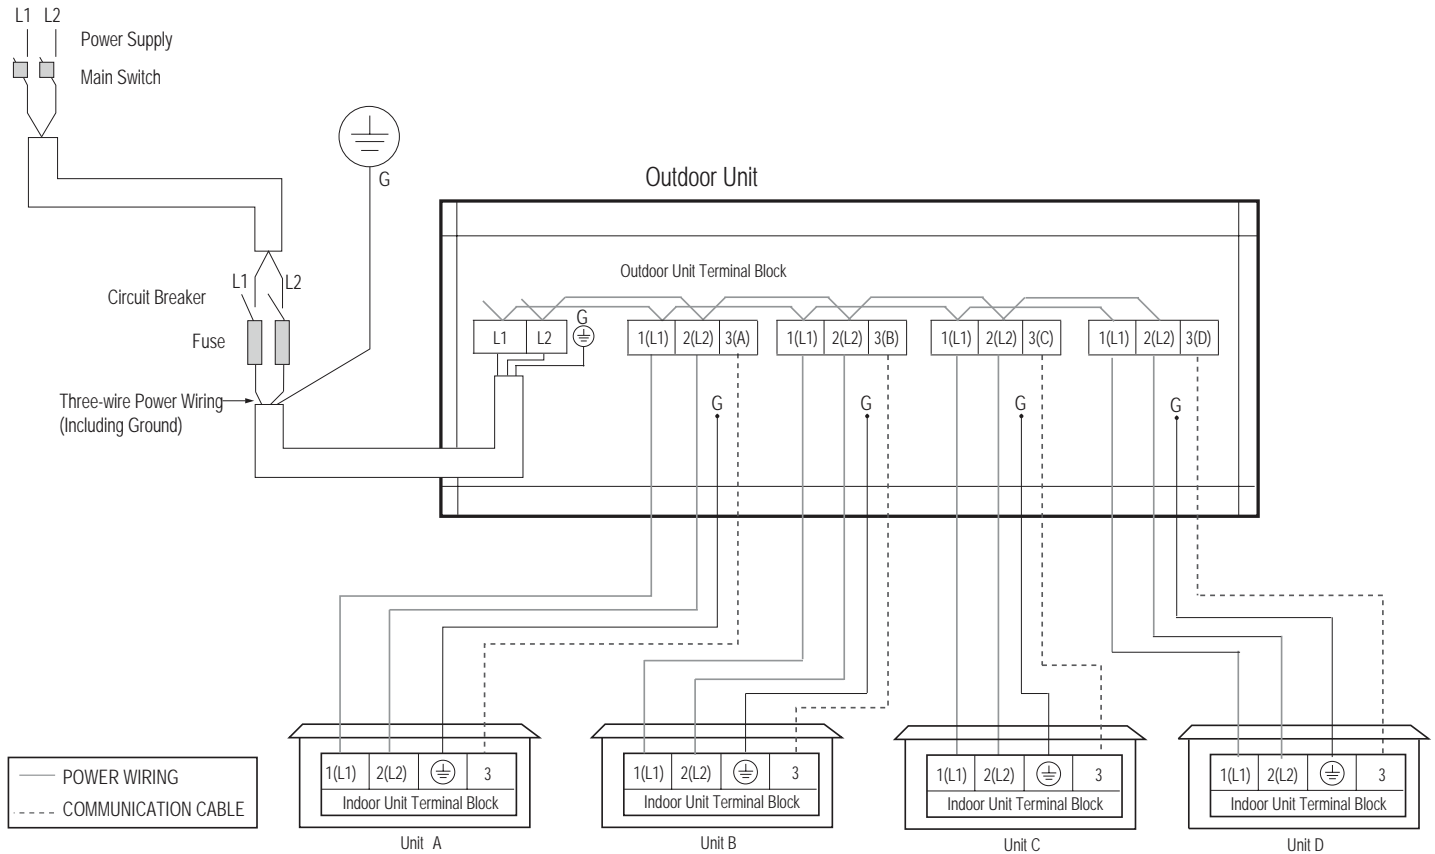 L1 L2
Power Supply
Main Switch
G
Outdoor Unit
Outdoor Unit Terminal Block
L1 L2
Circuit Breaker
Fuse
Three-wire Power Wiring
(Including Ground)
G
L1 L2
1(L1) 2(L2) 3(A)
1(L1) 2(L2) 3(B)
1(L1) 2(L2) 3(C)
1(L1) 2(L2) 3(D)
G
G
G
G
POWER WIRING
COMMUNICATION CABLE
1(L1) 2(L2) 3
Indoor Unit Terminal Block
Unit A
1(L1) 2(L2) 3
Indoor Unit Terminal Block
Unit B
1(L1) 2(L2) 3
Indoor Unit Terminal Block
Unit C
1(L1) 2(L2) 3
Indoor Unit Terminal Block
Unit D